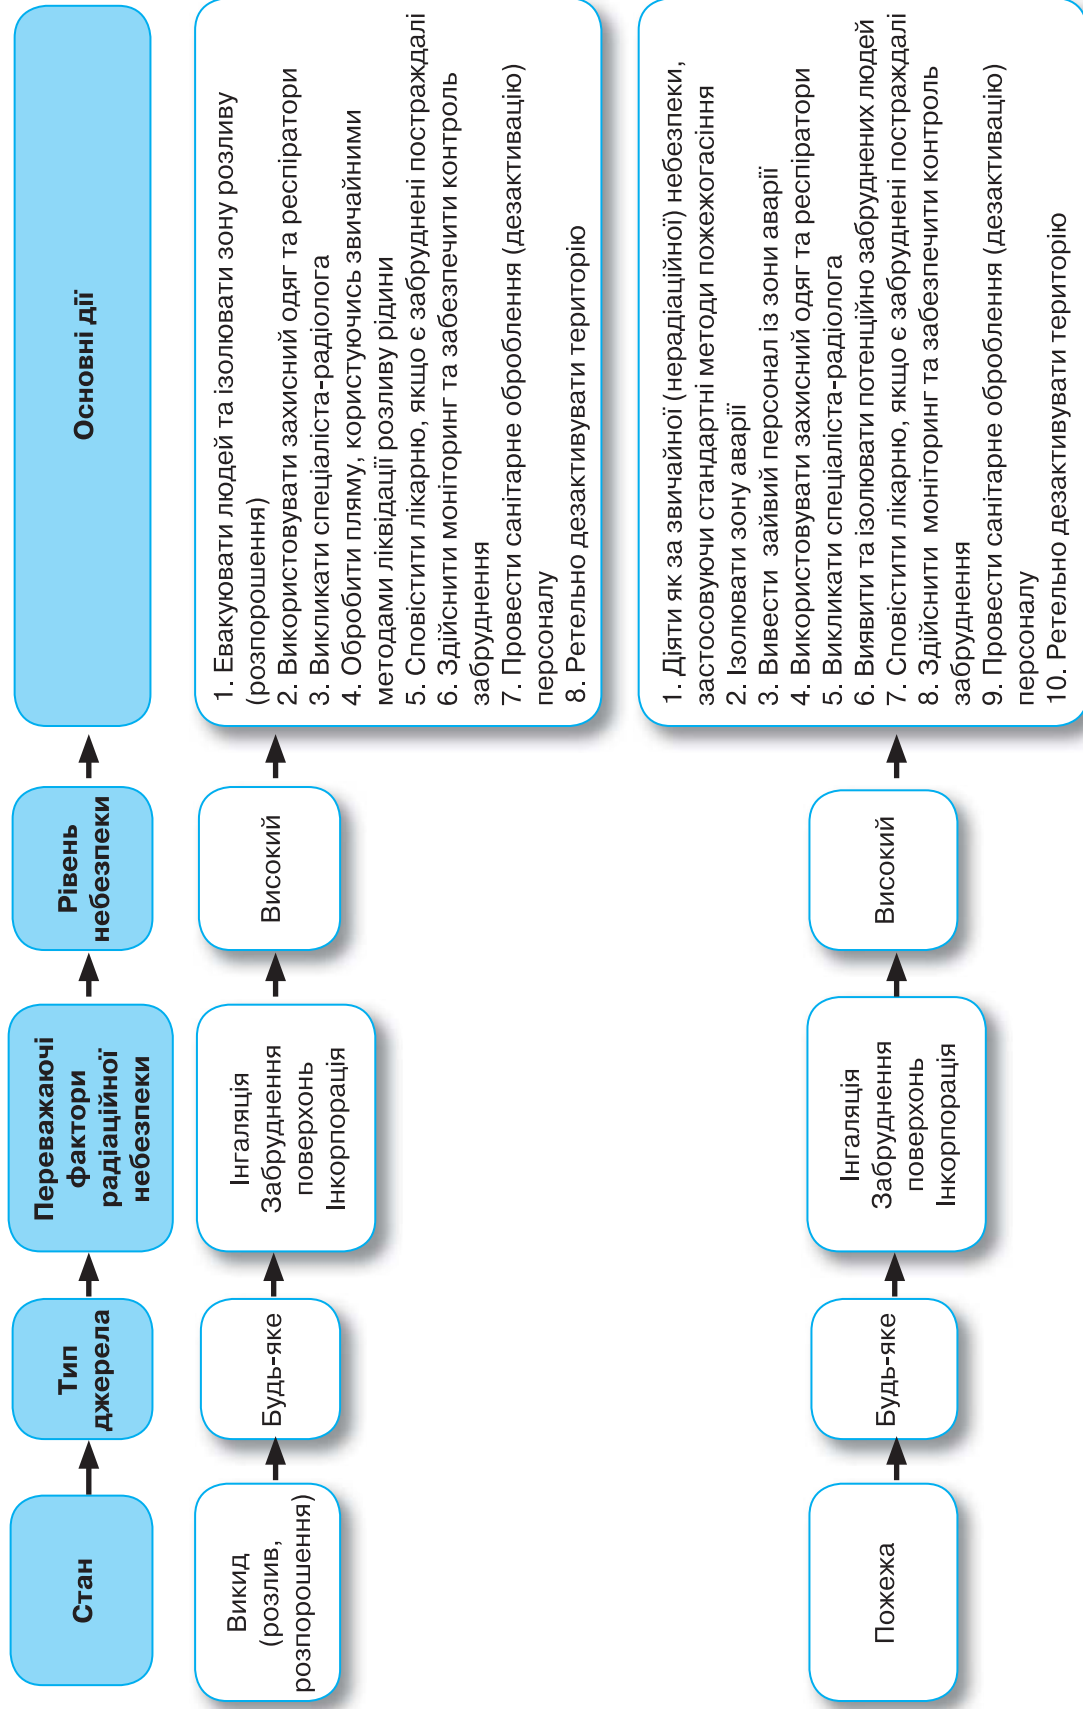 Стан
Тип
джерела
Переважаючі
фактори
радіаційної
небезпеки
Рівень
небезпеки
Основні дії
Викид
(розлив,
розпорошення)
Будь-яке
Інгаляція
Забруднення
поверхонь
Інкорпорація
Високий
1. Евакуювати людей та ізолювати зону розливу
(розпорошення)
2. Використовувати захисний одяг та респіратори
3. Викликати спеціаліста-радіолога
4. Обробити пляму, користуючись звичайними
методами ліквідації розливу рідини
5. Сповістити лікарню, якщо є забруднені постраждалі
6. Здійснити моніторинг та забезпечити контроль
забруднення
7. Провести санітарне оброблення (дезактивацію)
персоналу
8. Ретельно дезактивувати територію
Пожежа
Будь-яке
Інгаляція
Забруднення
поверхонь
Інкорпорація
Високий
1. Діяти як за звичайної (нерадіаційної) небезпеки,
застосовуючи стандартні методи пожежогасіння
2. Ізолювати зону аварії
3. Вивести зайвий персонал із зони аварії
4. Використовувати захисний одяг та респіратори
5. Викликати спеціаліста-радіолога
6. Виявити та ізолювати потенційно забруднених людей
7. Сповістити лікарню, якщо є забруднені постраждалі
8. Здійснити моніторинг та забезпечити контроль
забруднення
9. Провести санітарне оброблення (дезактивацію)
персоналу
10. Ретельно дезактивувати територію